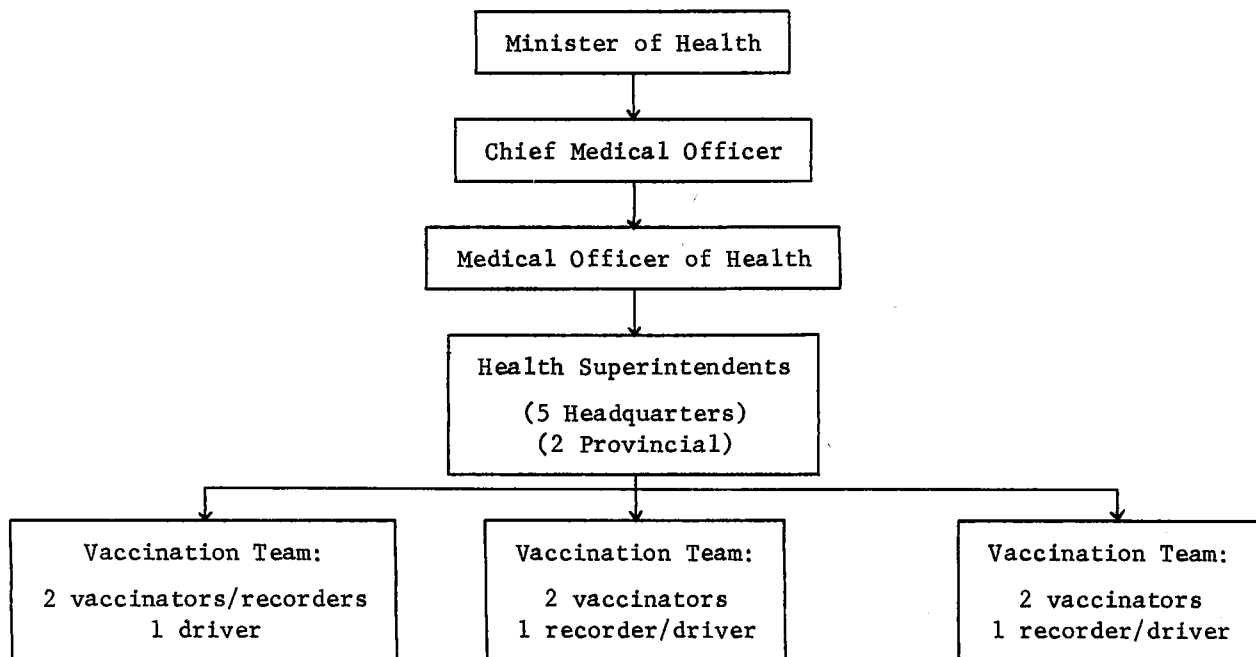 Minister of Health
Chief Medical Officer
Medical Officer of Health
Health Superintendents
(5 Headquarters)
(2 Provincial)
Vaccination Team:
2 vaccinators/recorders
1 driver
Vaccination Team:
2 vaccinators
1 recorder/driver
Vaccination Team:
2 vaccinators
1 recorder/driver